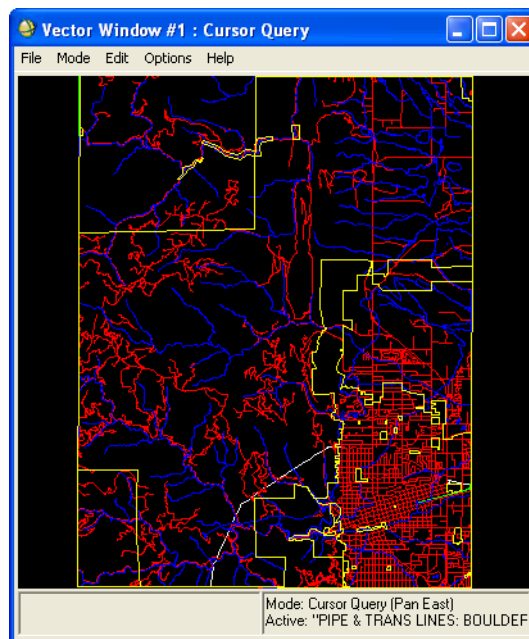 Vector Window #1 : Cursor Query
File Mode Edit Options Help
Mode: Cursor Query (Pan East)
Active: "PIPE & TRANS LINES: BOULDER